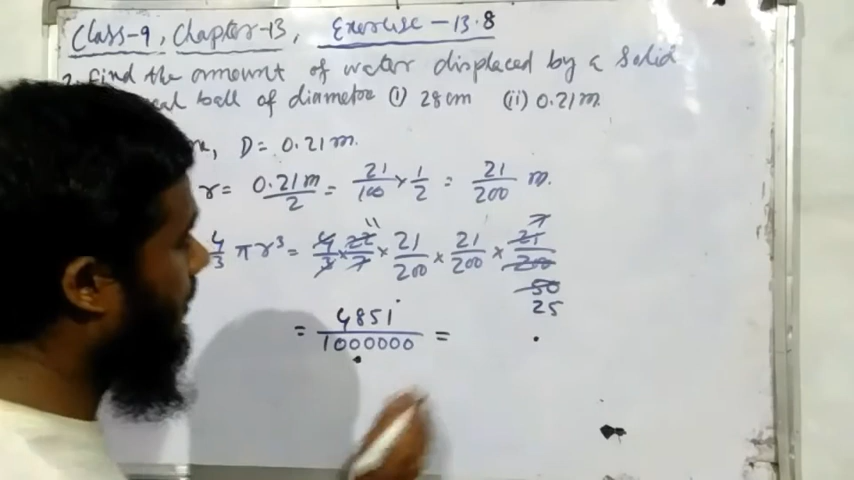 Class-9, Chapter-13, Exercise-13.8
2. Find the amount of water displaced by a Solid
ball of diameter (i) 28cm (ii) 0.21m.
D = 0.21m.
r = 0.21m/2 = 21/100 × 1/2 = 21/200 m.
4/3 πr³ = 4/3 × 22/7 × 21/200 × 21/200 × 21/200
11 7 50 25
= 4851/1000000 =